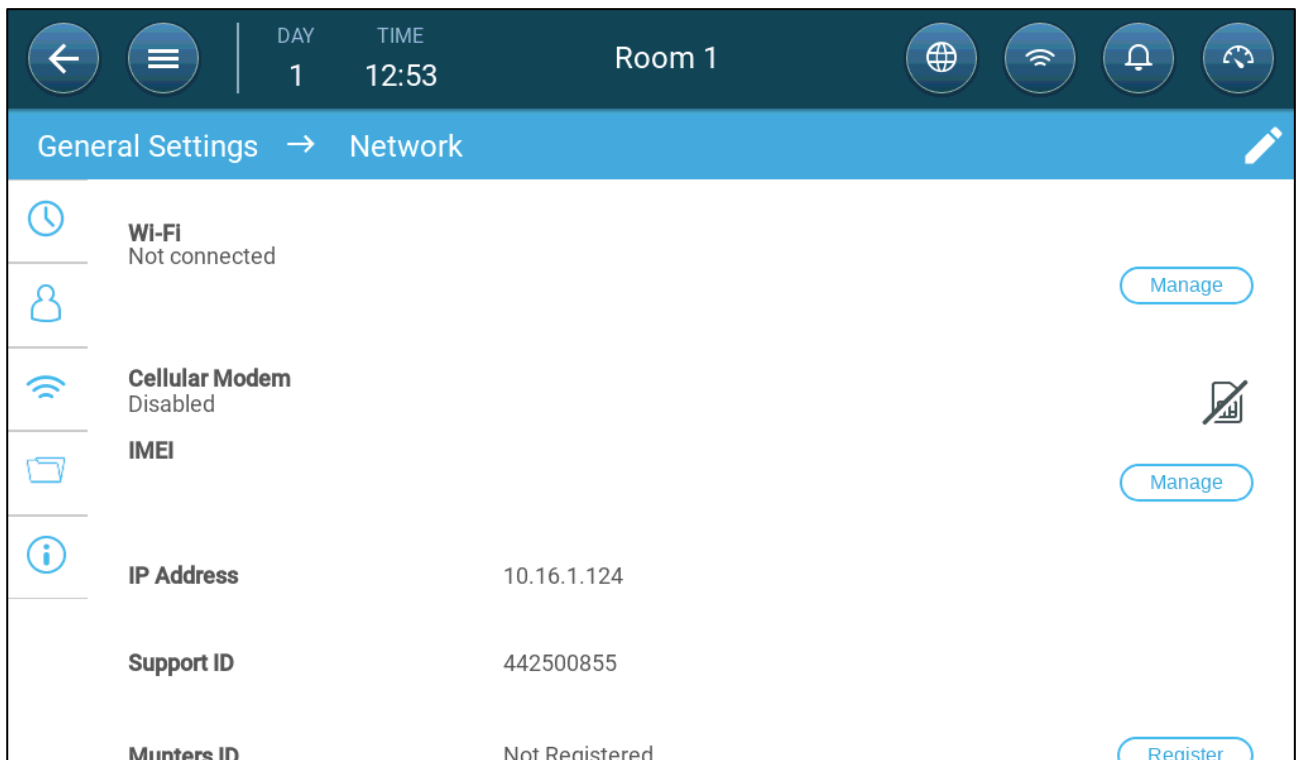 DAY TIME
1 12:53 Room 1
General Settings → Network
Wi-Fi
Not connected
Manage
Cellular Modem
Disabled
IMEI
Manage
IP Address 10.16.1.124
Support ID 442500855
Munters ID Not Registered Register